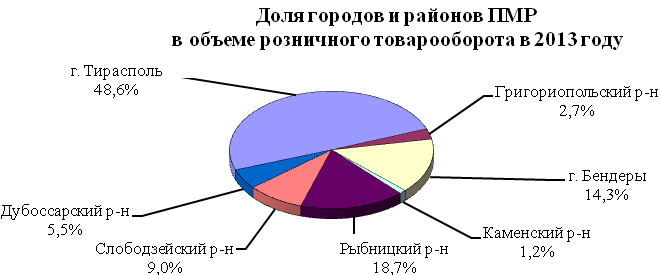 Доля городов и районов ПМР
в объеме розничного товарооборота в 2013 году
г. Тирасполь
48,6%
Григориопольский р-н
2,7%
г. Бендеры
14,3%
Каменский р-н
1,2%
Рыбницкий р-н
18,7%
Слободзейский р-н
9,0%
Дубоссарский р-н
5,5%